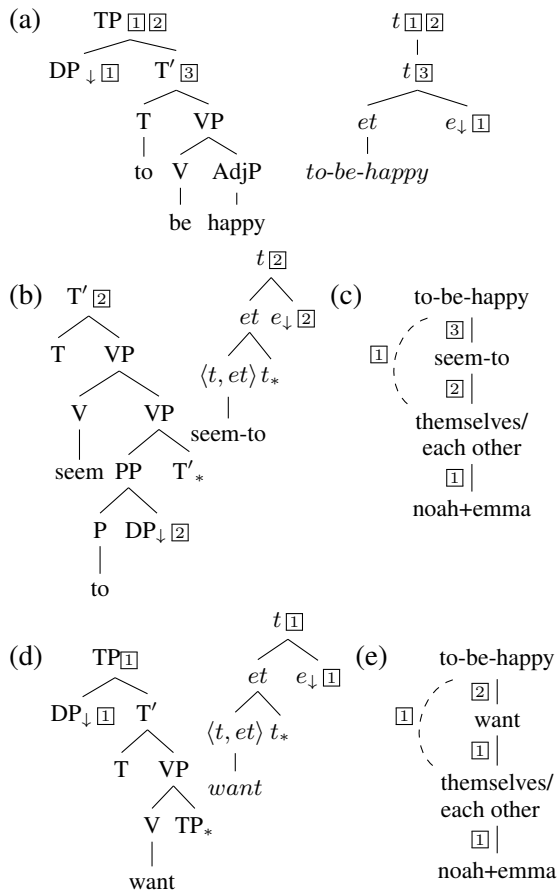 (a)
TP 1 2
DP↓ 1 T′ 3
T VP
to V AdjP
be happy
t 1 2
t 3
et e↓ 1
to-be-happy
(b)
T′ 2
T VP
V VP
seem PP T′*
P DP↓ 2
to
t 2
et e↓ 2
⟨t, et⟩ t*
seem-to
(c)
to-be-happy
3
1
seem-to
2
themselves/
each other
1
noah+emma
(d)
TP 1
DP↓ 1 T′
T VP
V TP*
want
t 1
et e↓ 1
⟨t, et⟩ t*
want
(e)
to-be-happy
2
1
want
1
themselves/
each other
1
noah+emma